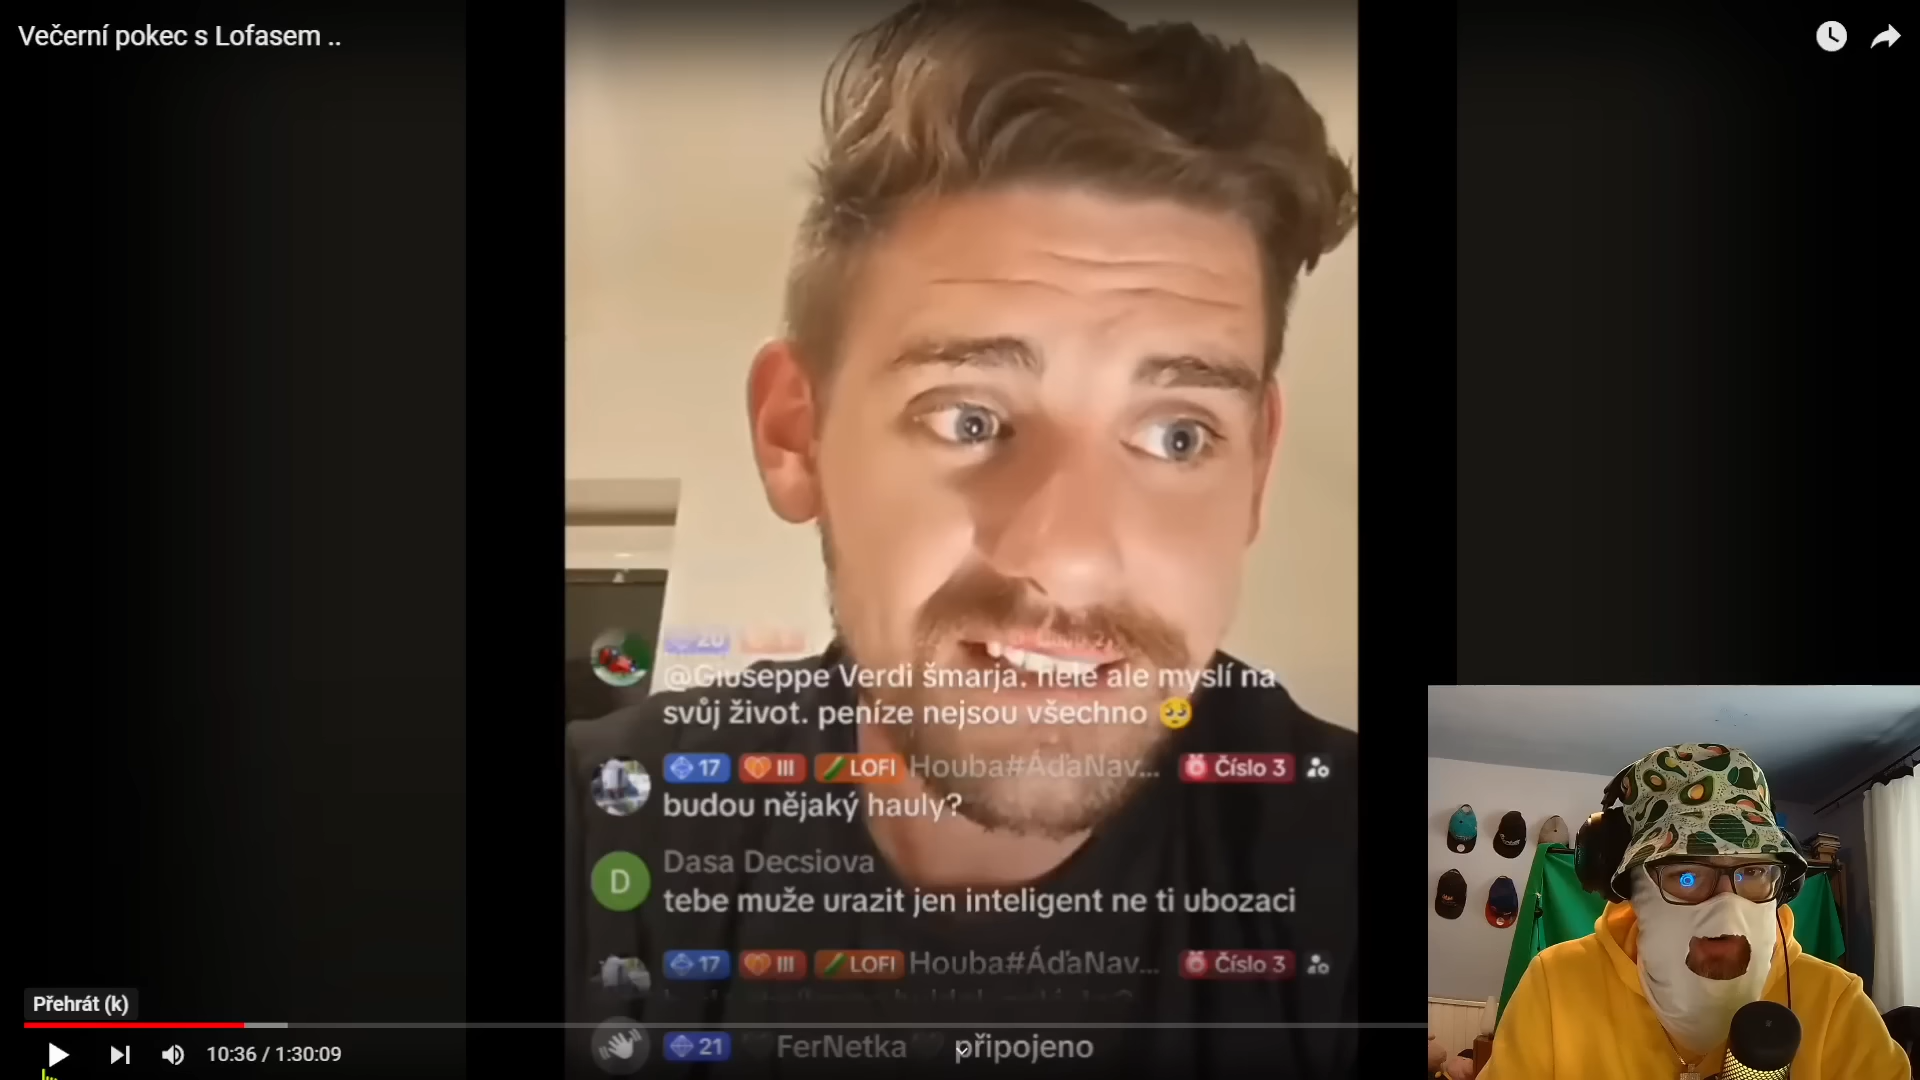 Večerní pokec s Lofasem ..
20
@Giuseppe Verdi šmarja. hele ale myslí na
svůj život. peníze nejsou všechno 🥺
17 III LOFI Houba#ÁďaNav... Číslo 3
budou nějaký hauly?
D Dasa Decsiova
tebe muže urazit jen inteligent ne ti ubozaci
17 III LOFI Houba#ÁďaNav... Číslo 3
Přehrát (k)
21 FerNetka připojeno
10:36 / 1:30:09